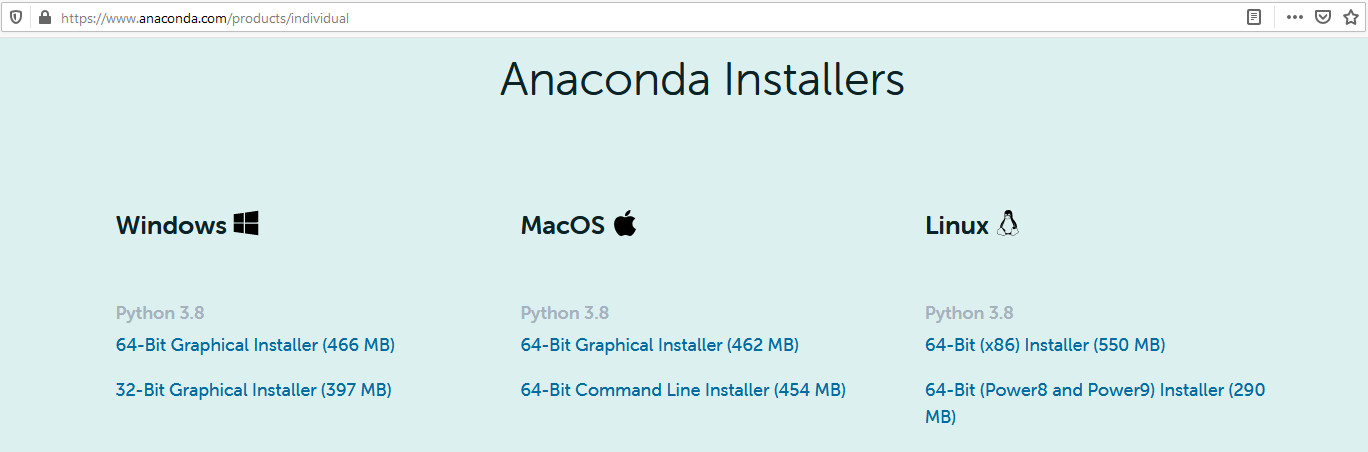 https://www.anaconda.com/products/individual
Anaconda Installers
Windows
Python 3.8
64-Bit Graphical Installer (466 MB)
32-Bit Graphical Installer (397 MB)
MacOS
Python 3.8
64-Bit Graphical Installer (462 MB)
64-Bit Command Line Installer (454 MB)
Linux
Python 3.8
64-Bit (x86) Installer (550 MB)
64-Bit (Power8 and Power9) Installer (290
MB)